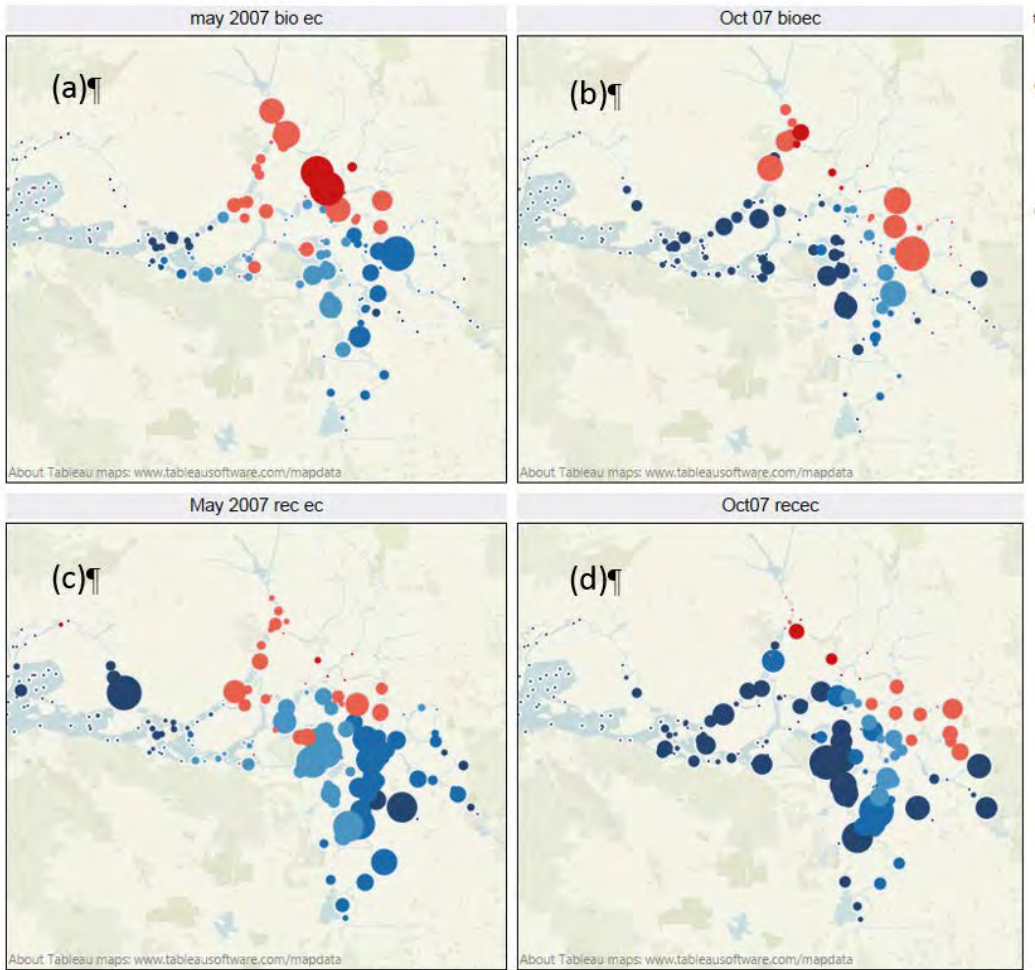 may 2007 bio ec
Oct 07 bioec
(a)¶
(b)¶
About Tableau maps: www.tableausoftware.com/mapdata
About Tableau maps: www.tableausoftware.com/mapdata
May 2007 rec ec
Oct07 recec
(c)¶
(d)¶
About Tableau maps: www.tableausoftware.com/mapdata
About Tableau maps: www.tableausoftware.com/mapdata